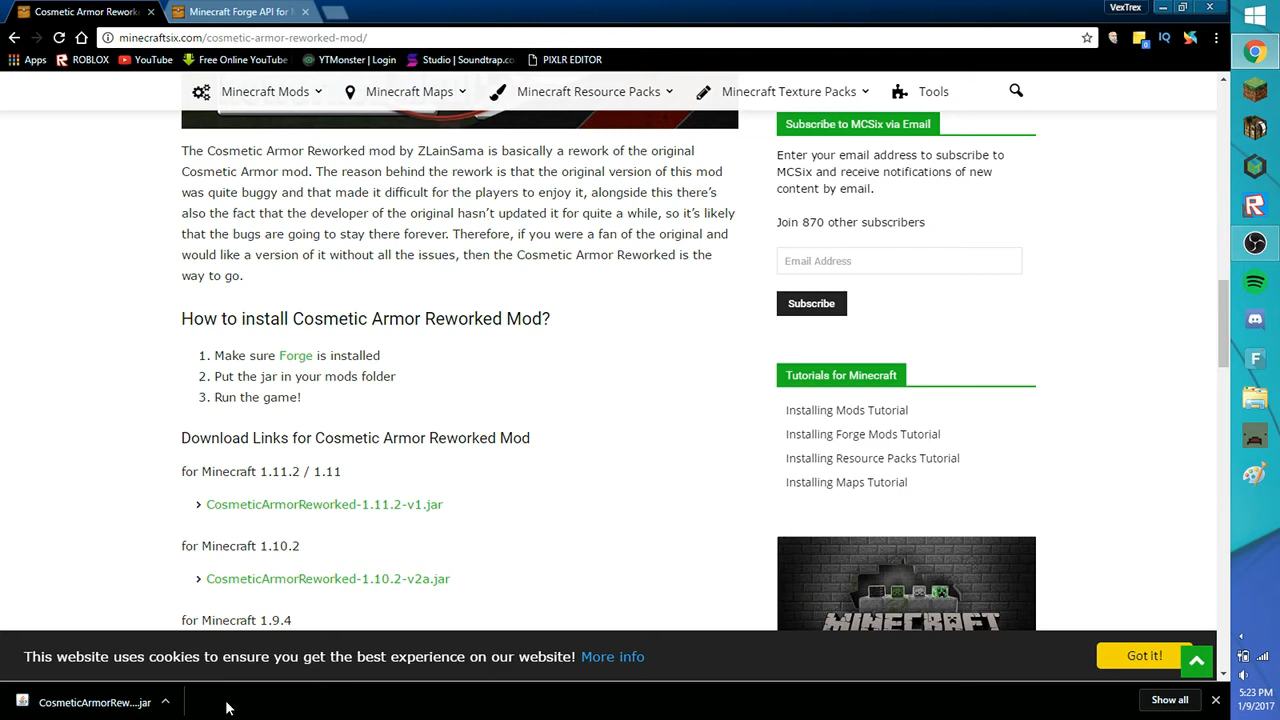 Cosmetic Armor Rework
Minecraft Forge API for
VexTrex
minecraftsix.com/cosmetic-armor-reworked-mod/
Apps
ROBLOX
YouTube
Free Online YouTube
YTMonster | Login
Studio | Soundtrap.co
PIXLR EDITOR
Minecraft Mods
Minecraft Maps
Minecraft Resource Packs
Minecraft Texture Packs
Tools
The Cosmetic Armor Reworked mod by ZLainSama is basically a rework of the original
Cosmetic Armor mod. The reason behind the rework is that the original version of this mod
was quite buggy and that made it difficult for the players to enjoy it, alongside this there's
also the fact that the developer of the original hasn't updated it for quite a while, so it's likely
that the bugs are going to stay there forever. Therefore, if you were a fan of the original and
would like a version of it without all the issues, then the Cosmetic Armor Reworked is the
way to go.
How to install Cosmetic Armor Reworked Mod?
1. Make sure Forge is installed
2. Put the jar in your mods folder
3. Run the game!
Download Links for Cosmetic Armor Reworked Mod
for Minecraft 1.11.2 / 1.11
CosmeticArmorReworked-1.11.2-v1.jar
for Minecraft 1.10.2
CosmeticArmorReworked-1.10.2-v2a.jar
for Minecraft 1.9.4
Subscribe to MCSix via Email
Enter your email address to subscribe to
MCSix and receive notifications of new
content by email.
Join 870 other subscribers
Email Address
Subscribe
Tutorials for Minecraft
Installing Mods Tutorial
Installing Forge Mods Tutorial
Installing Resource Packs Tutorial
Installing Maps Tutorial
MINECRAFT
This website uses cookies to ensure you get the best experience on our website! More info
Got it!
CosmeticArmorRew....jar
Show all
5:23 PM
1/9/2017